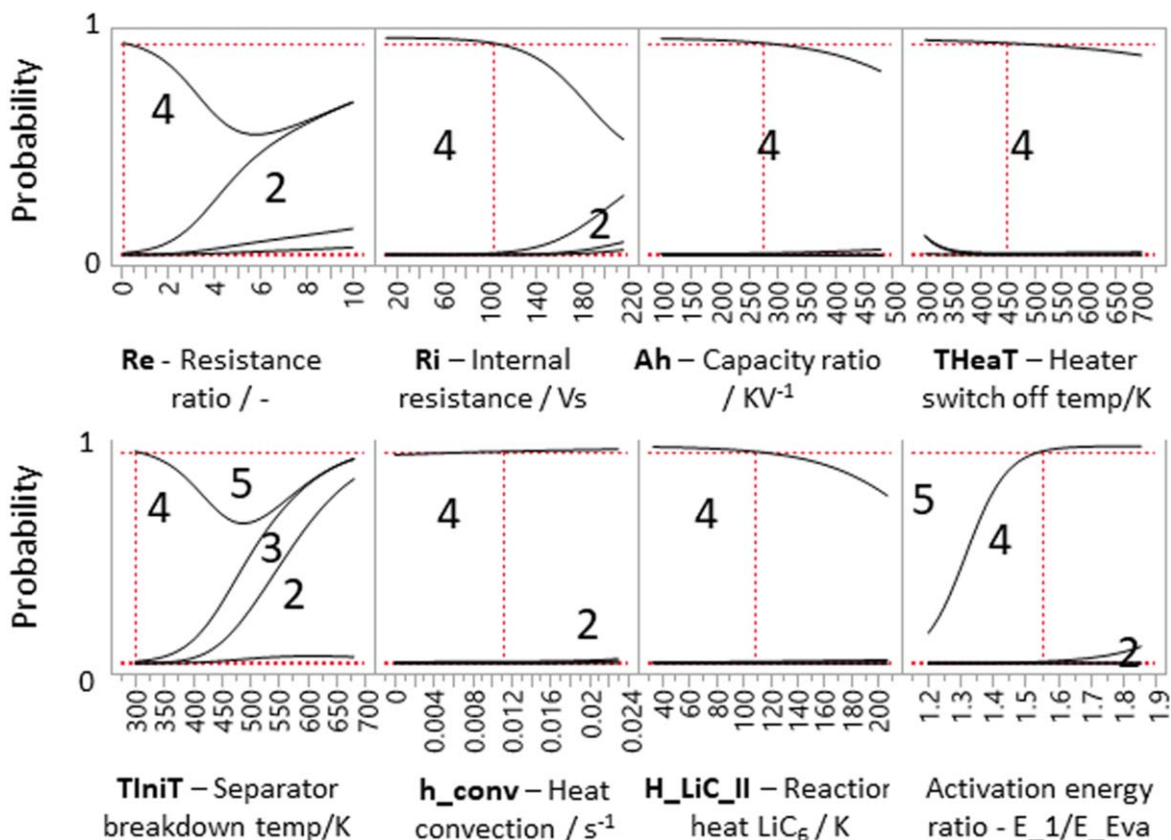 1
Probability
0
4 2
4 2
4
4
0 2 4 6 8 10
20 60 100 140 180 220
100 150 200 250 300 350 400 450 500
300 350 400 450 500 550 600 650 700
Re - Resistance
ratio / -
Ri – Internal
resistance / Vs
Ah – Capacity ratio
/ KV-1
THeaT – Heater
switch off temp/K
1
Probability
0
4 5 3 2
4 2
4
5 4 2
300 350 400 450 500 550 600 650 700
0 0.004 0.008 0.012 0.016 0.02 0.024
40 60 80 100 120 140 160 180 200
1.2 1.3 1.4 1.5 1.6 1.7 1.8 1.9
TIniT – Separator
breakdown temp/K
h_conv – Heat
convection / s-1
H_LiC_II – Reaction
heat LiC6 / K
Activation energy
ratio - E_1/E_Eva